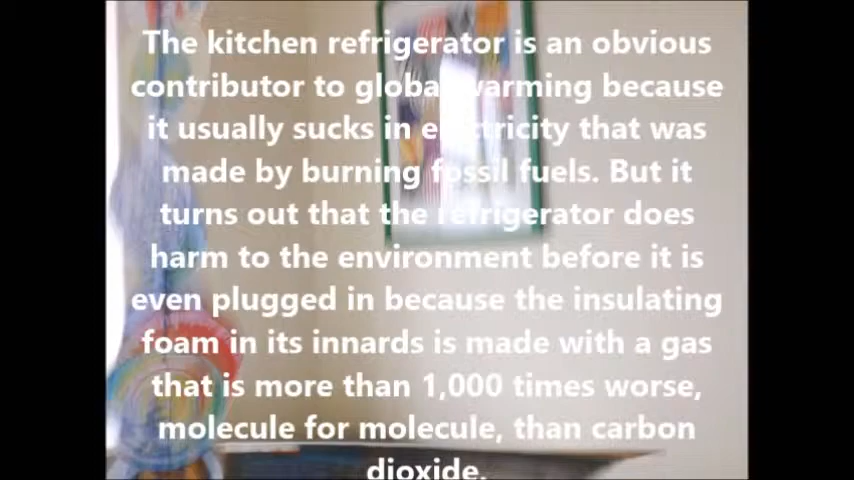 The kitchen refrigerator is an obvious
contributor to global warming because
it usually sucks in electricity that was
made by burning fossil fuels. But it
turns out that the refrigerator does
harm to the environment before it is
even plugged in because the insulating
foam in its innards is made with a gas
that is more than 1,000 times worse,
molecule for molecule, than carbon
dioxide.